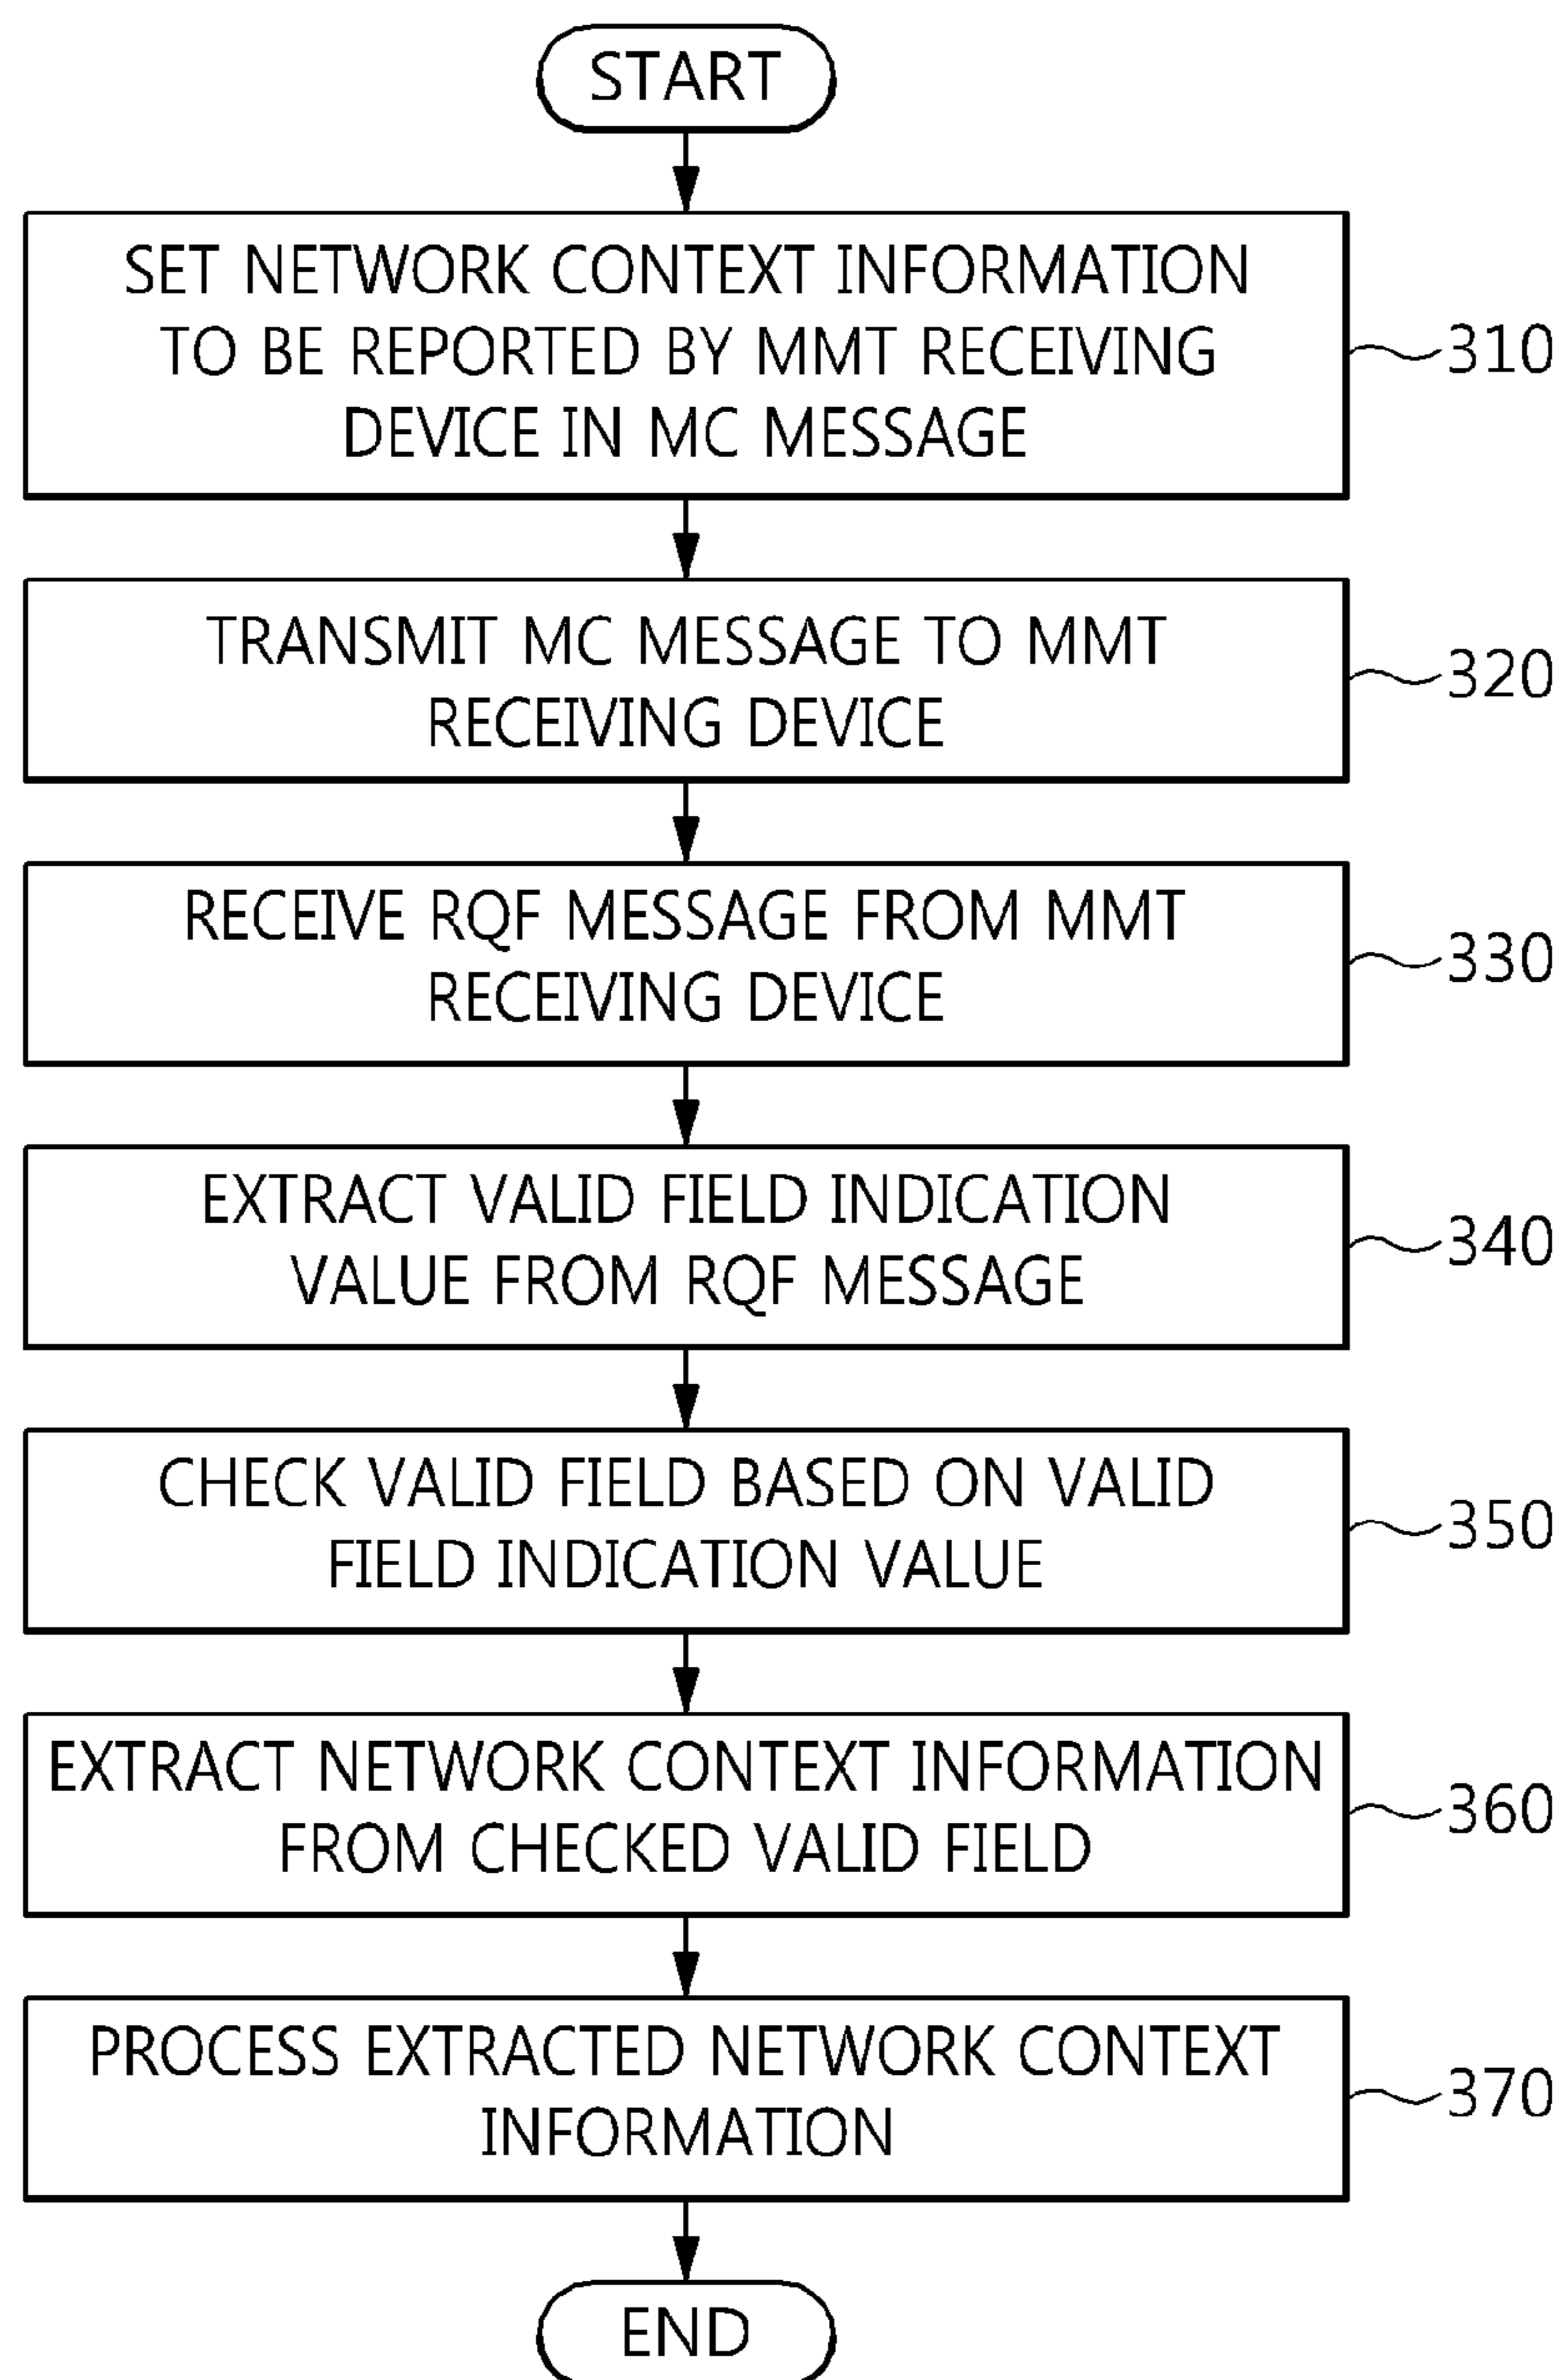 START
SET NETWORK CONTEXT INFORMATION
TO BE REPORTED BY MMT RECEIVING
DEVICE IN MC MESSAGE
310
TRANSMIT MC MESSAGE TO MMT
RECEIVING DEVICE
320
RECEIVE RQF MESSAGE FROM MMT
RECEIVING DEVICE
330
EXTRACT VALID FIELD INDICATION
VALUE FROM RQF MESSAGE
340
CHECK VALID FIELD BASED ON VALID
FIELD INDICATION VALUE
350
EXTRACT NETWORK CONTEXT INFORMATION
FROM CHECKED VALID FIELD
360
PROCESS EXTRACTED NETWORK CONTEXT
INFORMATION
370
END